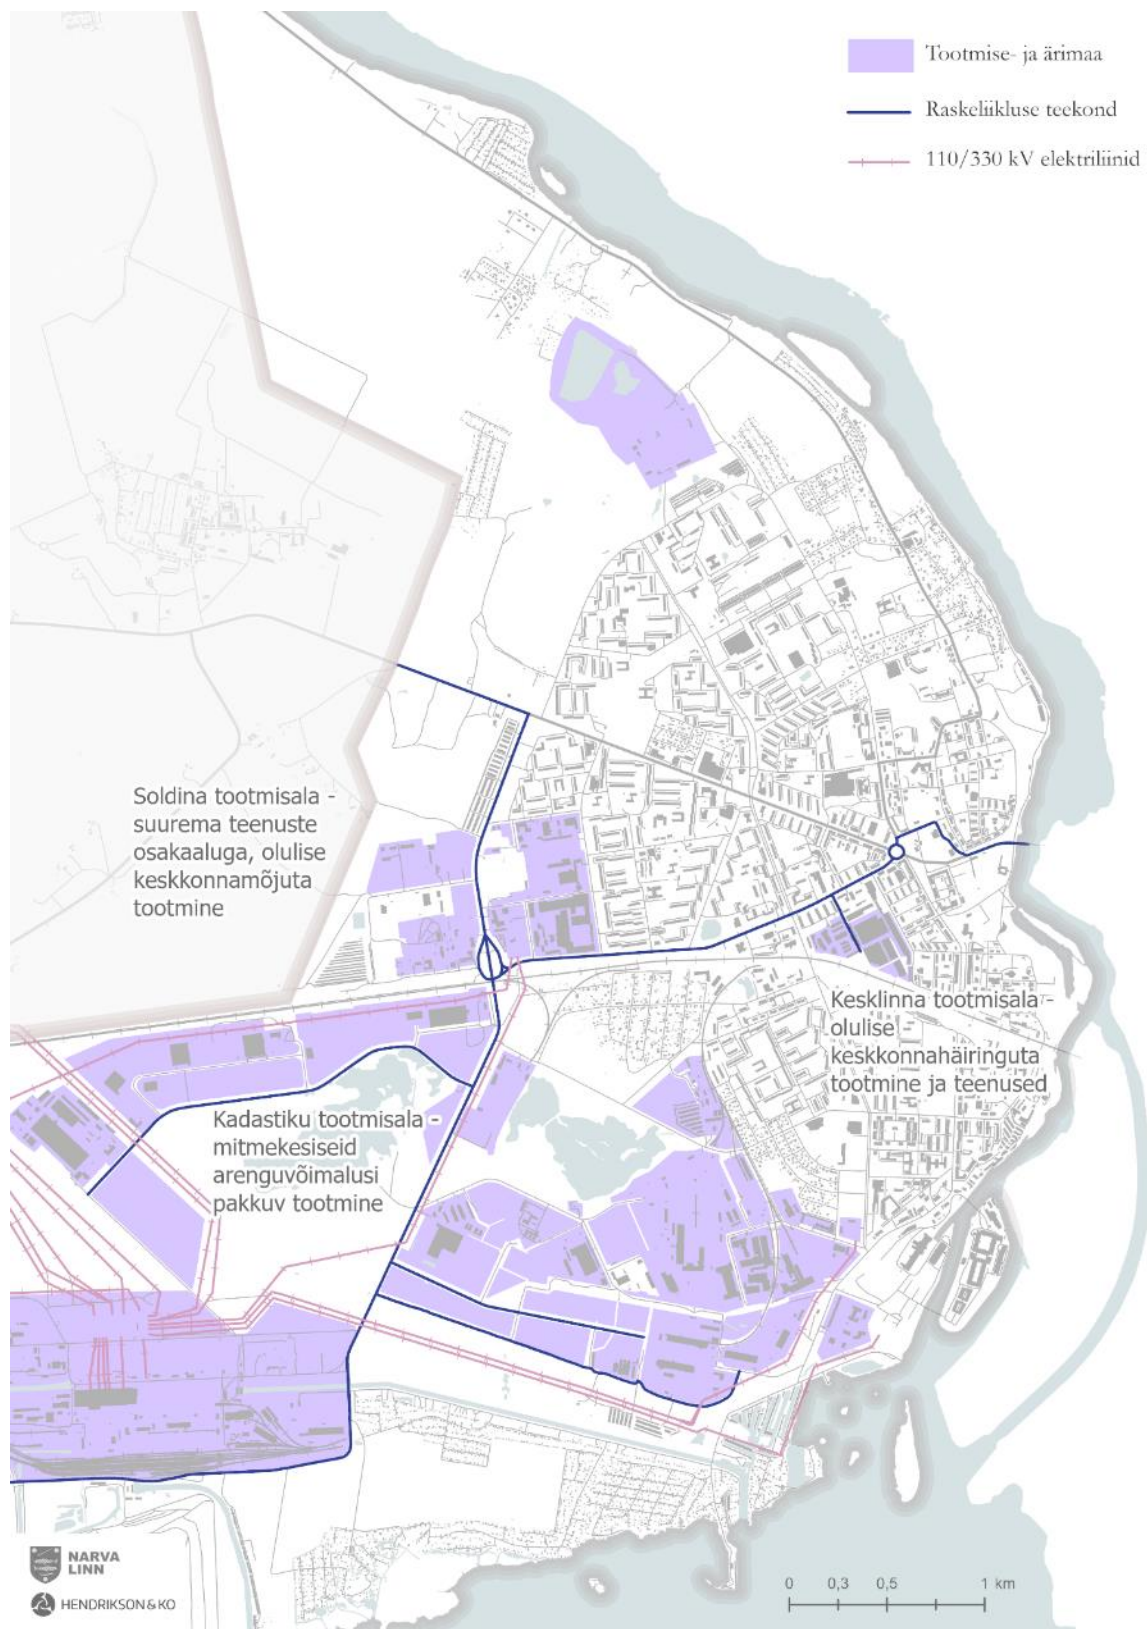 Tootmise- ja ärimaa
Raskeliikluse teekond
110/330 kV elektriliinid
Soldina tootmisala -
suurema teenuste
osakaaluga, olulise
keskkonnamõjuta
tootmine
Kesklinna tootmisala -
olulise
keskkonnahäiringuta
tootmine ja teenused
Kadastiku tootmisala -
mitmekesiseid
arenguvõimalusi
pakkuv tootmine
NARVA
LINN
HENDRIKSON & KO
0 0,3 0,5 1 km